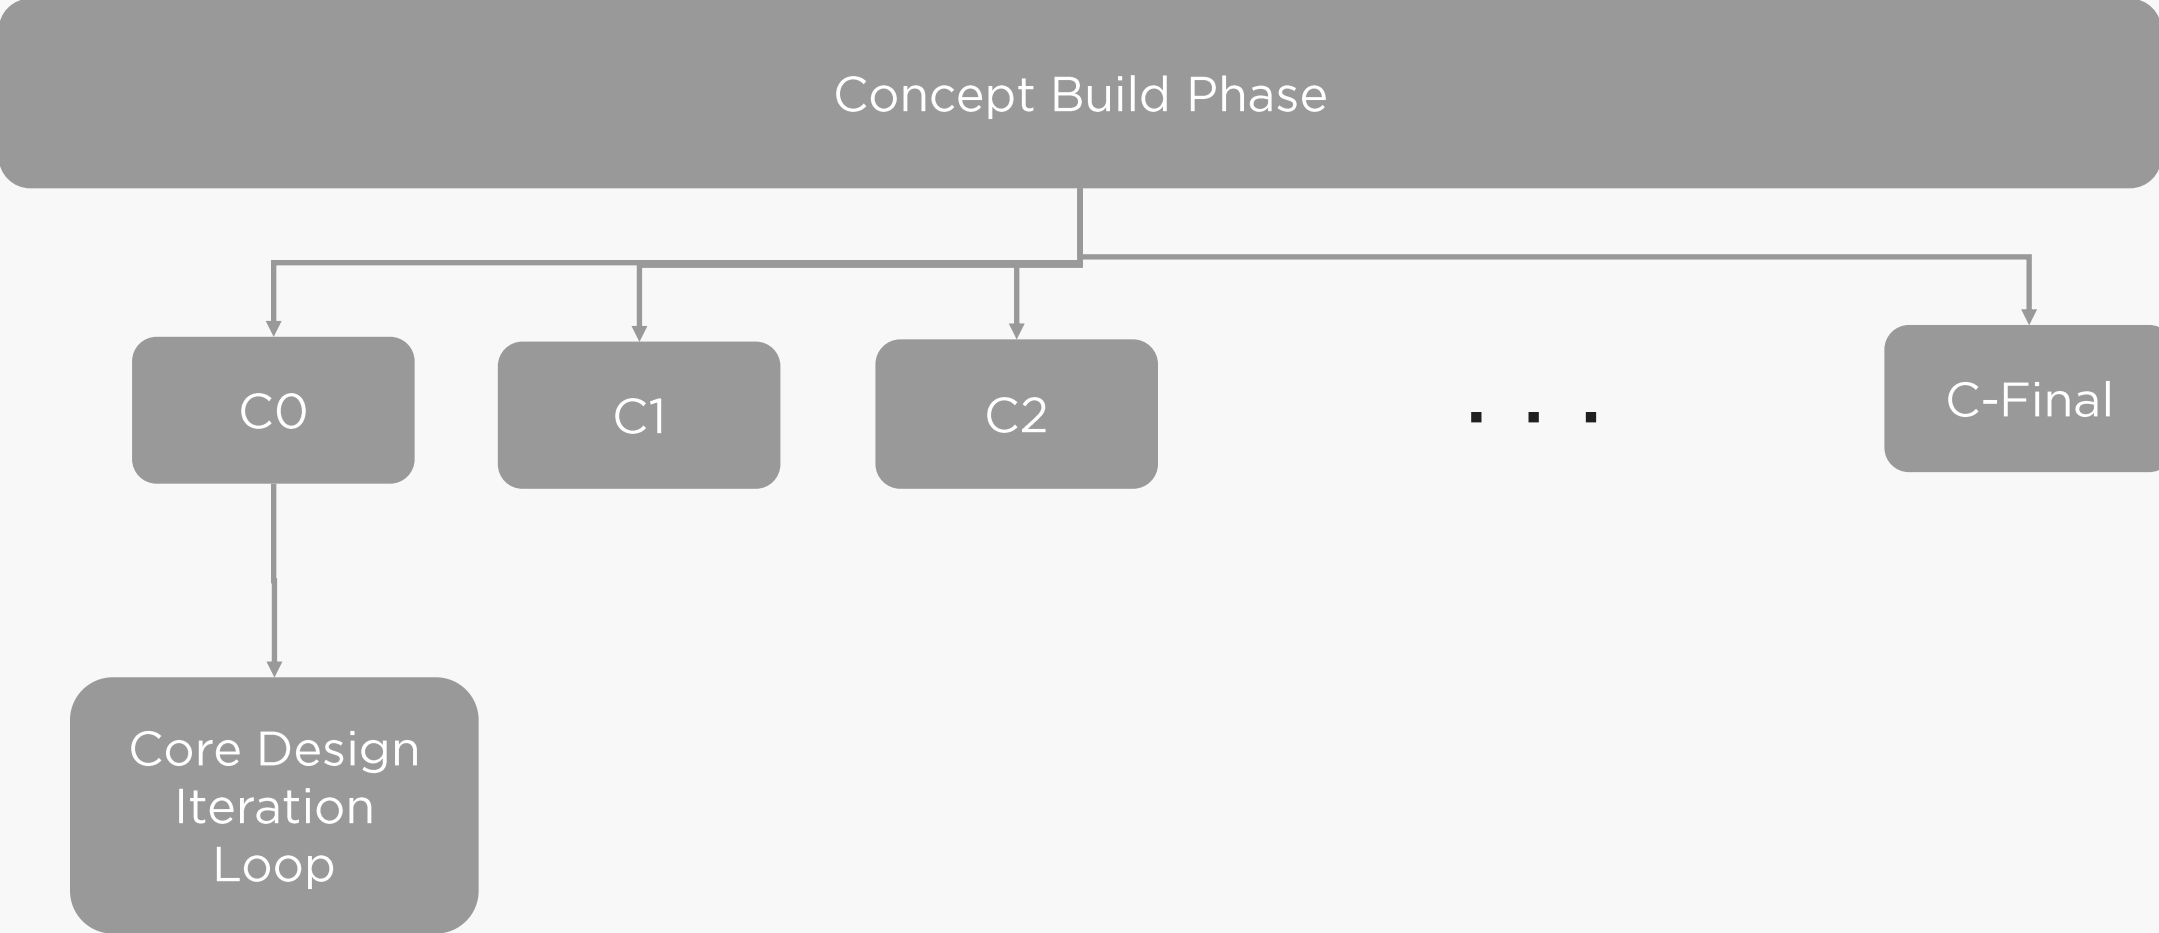 Concept Build Phase
C0
C1
C2
. . .
C-Final
Core Design
Iteration
Loop